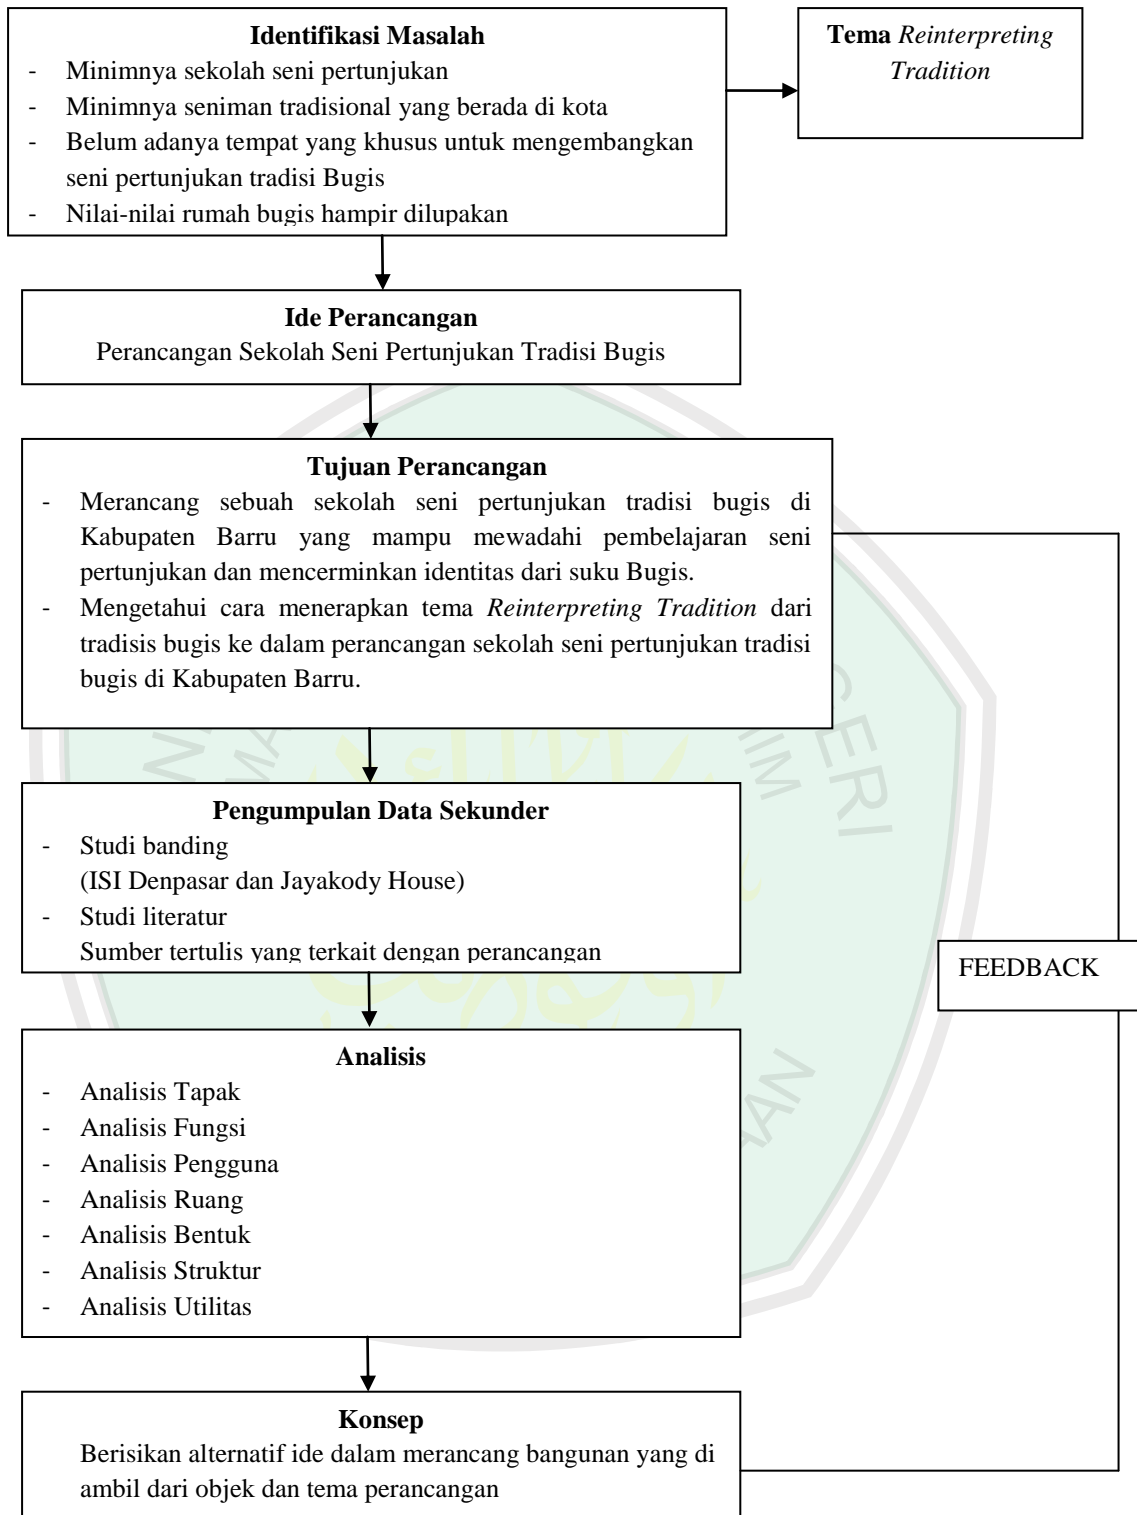 Identifikasi Masalah
- Minimnya sekolah seni pertunjukan
- Minimnya seniman tradisional yang berada di kota
- Belum adanya tempat yang khusus untuk mengembangkan
seni pertunjukan tradisi Bugis
- Nilai-nilai rumah bugis hampir dilupakan
Tema Reinterpreting
Tradition
Ide Perancangan
Perancangan Sekolah Seni Pertunjukan Tradisi Bugis
Tujuan Perancangan
- Merancang sebuah sekolah seni pertunjukan tradisi bugis di
Kabupaten Barru yang mampu mewadahi pembelajaran seni
pertunjukan dan mencerminkan identitas dari suku Bugis.
- Mengetahui cara menerapkan tema Reinterpreting Tradition dari
tradisis bugis ke dalam perancangan sekolah seni pertunjukan tradisi
bugis di Kabupaten Barru.
Pengumpulan Data Sekunder
- Studi banding
(ISI Denpasar dan Jayakody House)
- Studi literatur
Sumber tertulis yang terkait dengan perancangan
FEEDBACK
Analisis
- Analisis Tapak
- Analisis Fungsi
- Analisis Pengguna
- Analisis Ruang
- Analisis Bentuk
- Analisis Struktur
- Analisis Utilitas
Konsep
Berisikan alternatif ide dalam merancang bangunan yang di
ambil dari objek dan tema perancangan